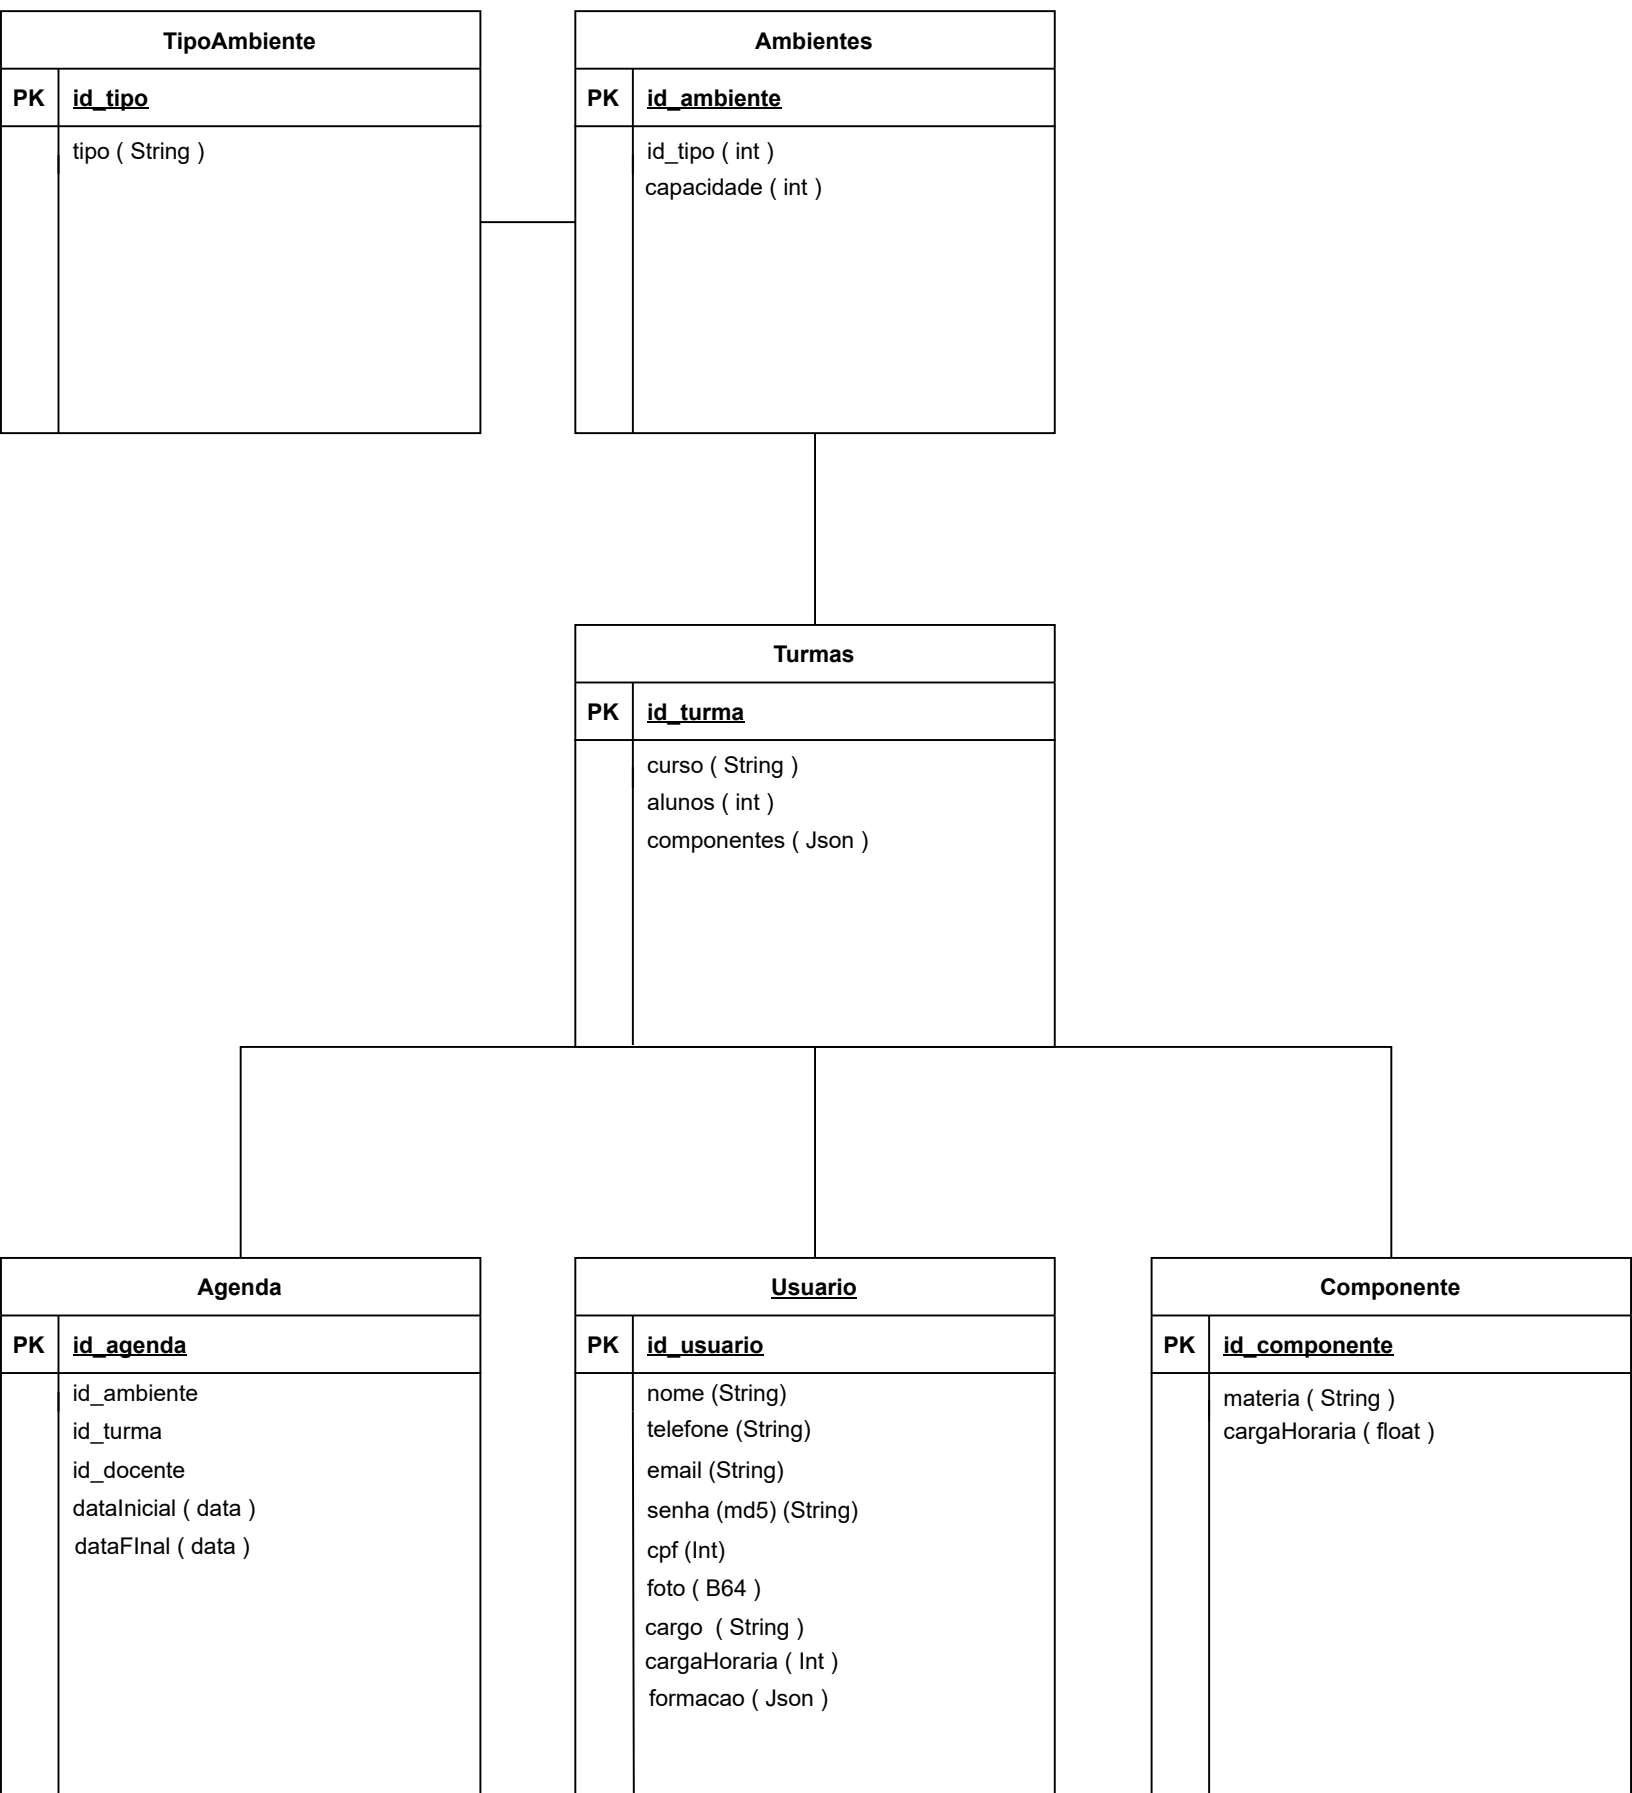 TipoAmbiente
PK id_tipo
tipo ( String )
Ambientes
PK id_ambiente
id_tipo ( int )
capacidade ( int )
Turmas
PK id_turma
curso ( String )
alunos ( int )
componentes ( Json )
Agenda
PK id_agenda
id_ambiente
id_turma
id_docente
dataInicial ( data )
dataFInal ( data )
Usuario
PK id_usuario
nome (String)
telefone (String)
email (String)
senha (md5) (String)
cpf (Int)
foto ( B64 )
cargo ( String )
cargaHoraria ( Int )
formacao ( Json )
Componente
PK id_componente
materia ( String )
cargaHoraria ( float )